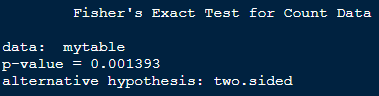 Fisher's Exact Test for Count Data
data:  mytable
p-value = 0.001393
alternative hypothesis: two.sided